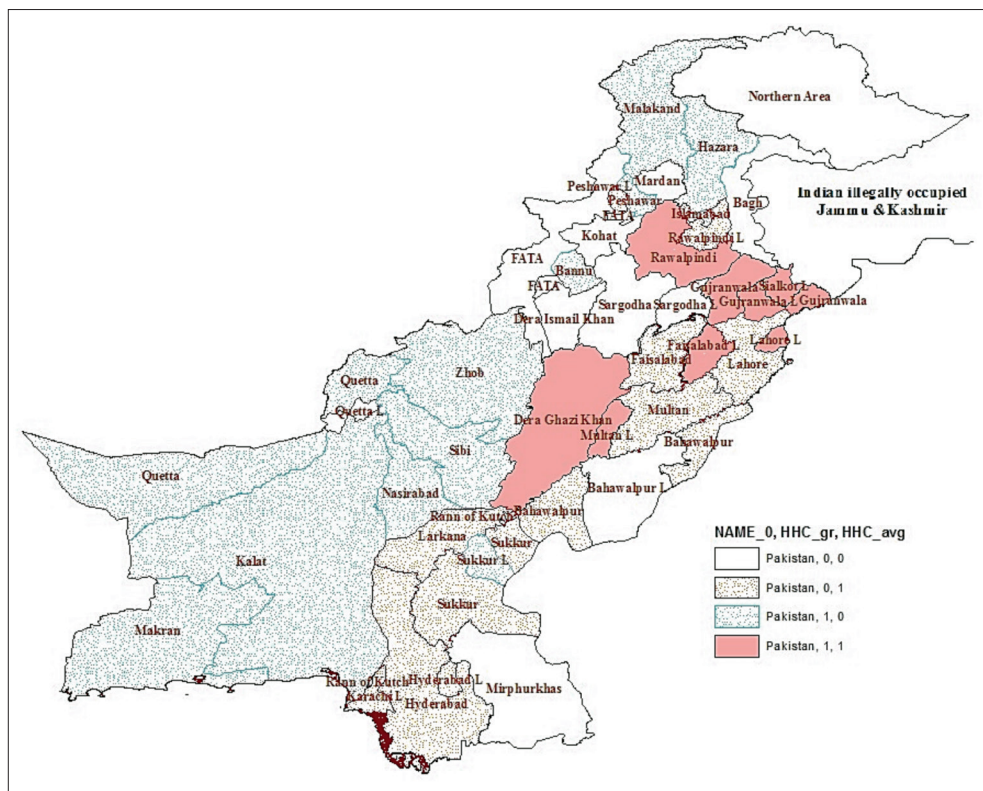 Northern Area
Malakand
Hazara
Peshawar L
Mardan
Peshawar
FATA
Indian illegally occupied
Jammu & Kashmir
Bagh
Islamabad
Kohat
Rawalpindi L
FATA
Rawalpindi
Bannu
FATA
Gujranwala
Sialkot L
Sargodha
Sargodha L
Gujranwala L
Gujranwala
Dera Ismail Khan
Faisalabad L
Lahore L
Faisalabad
Lahore
Zhob
Quetta
Quetta L
Multan
Dera Ghazi Khan
Multan L
Bahawalpur
Sibi
Quetta
Nasirabad
Bahawalpur L
Rann of Kutch
Bahawalpur
Larkana
Sukkur
Kalat
Sukkur L
Sukkur
Makran
Rann of Kutch
Hyderabad L
Karachi L
Hyderabad
Mirphurkhas
NAME_0, HHC_gr, HHC_avg
Pakistan, 0, 0
Pakistan, 0, 1
Pakistan, 1, 0
Pakistan, 1, 1